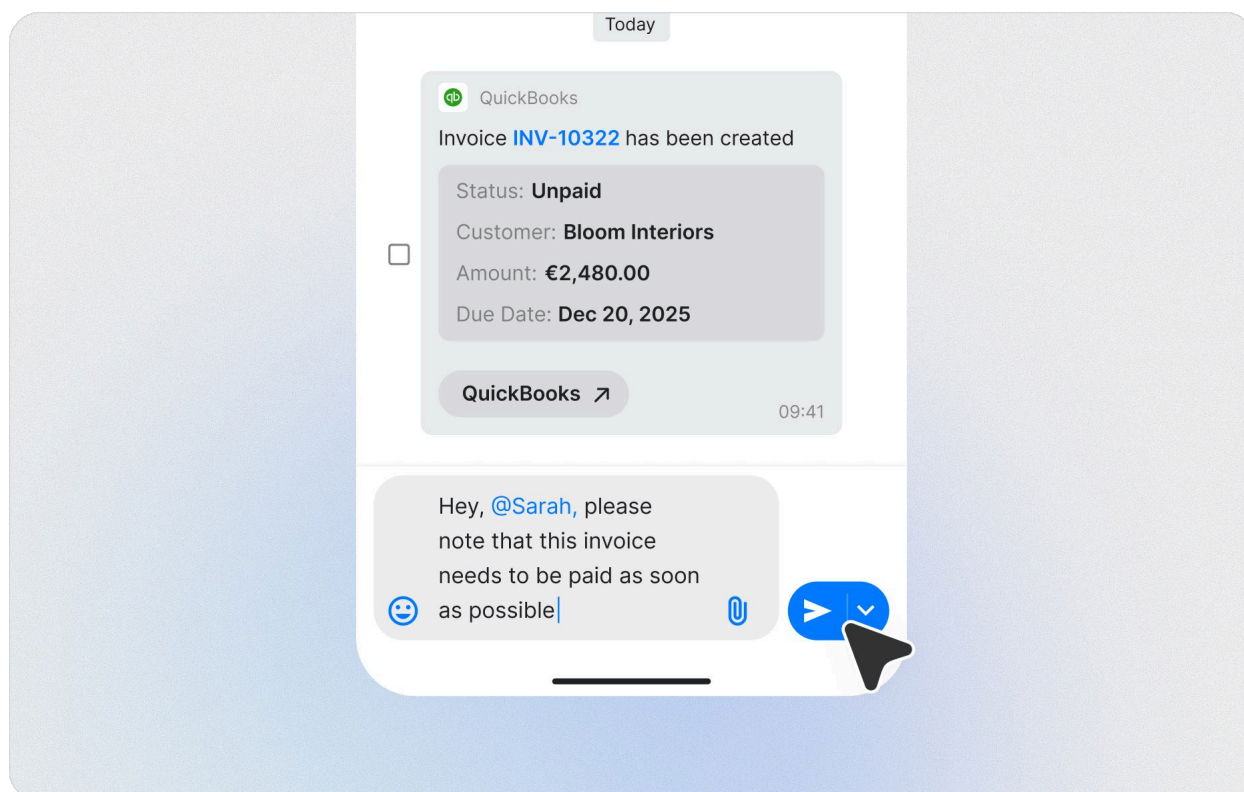 Today
qb QuickBooks
Invoice INV-10322 has been created
Status: Unpaid
Customer: Bloom Interiors
Amount: €2,480.00
Due Date: Dec 20, 2025
QuickBooks
09:41
Hey, @Sarah, please
note that this invoice
needs to be paid as soon
as possible